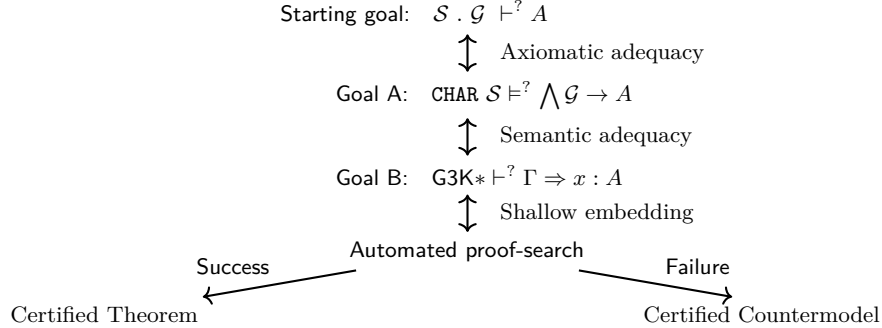 Starting goal: 𝒮 . 𝒢 ⊢? A
Axiomatic adequacy
Goal A: CHAR 𝒮 ⊨? ⋀ 𝒢 → A
Semantic adequacy
Goal B: G3K∗ ⊢? Γ ⇒ x : A
Shallow embedding
Automated proof-search
Success Failure
Certified Theorem Certified Countermodel